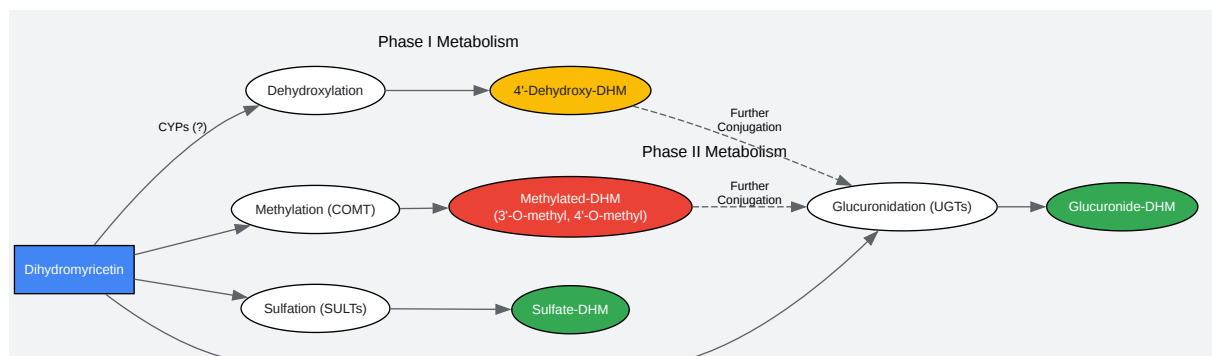 Phase I Metabolism
Dehydroxylation
4'-Dehydroxy-DHM
CYPs (?)
Further
Conjugation
Phase II Metabolism
Methylation (COMT)
Methylated-DHM
(3'-O-methyl, 4'-O-methyl)
Further
Conjugation
Glucuronidation (UGTs)
Glucuronide-DHM
Dihydromyricetin
Sulfation (SULTs)
Sulfate-DHM